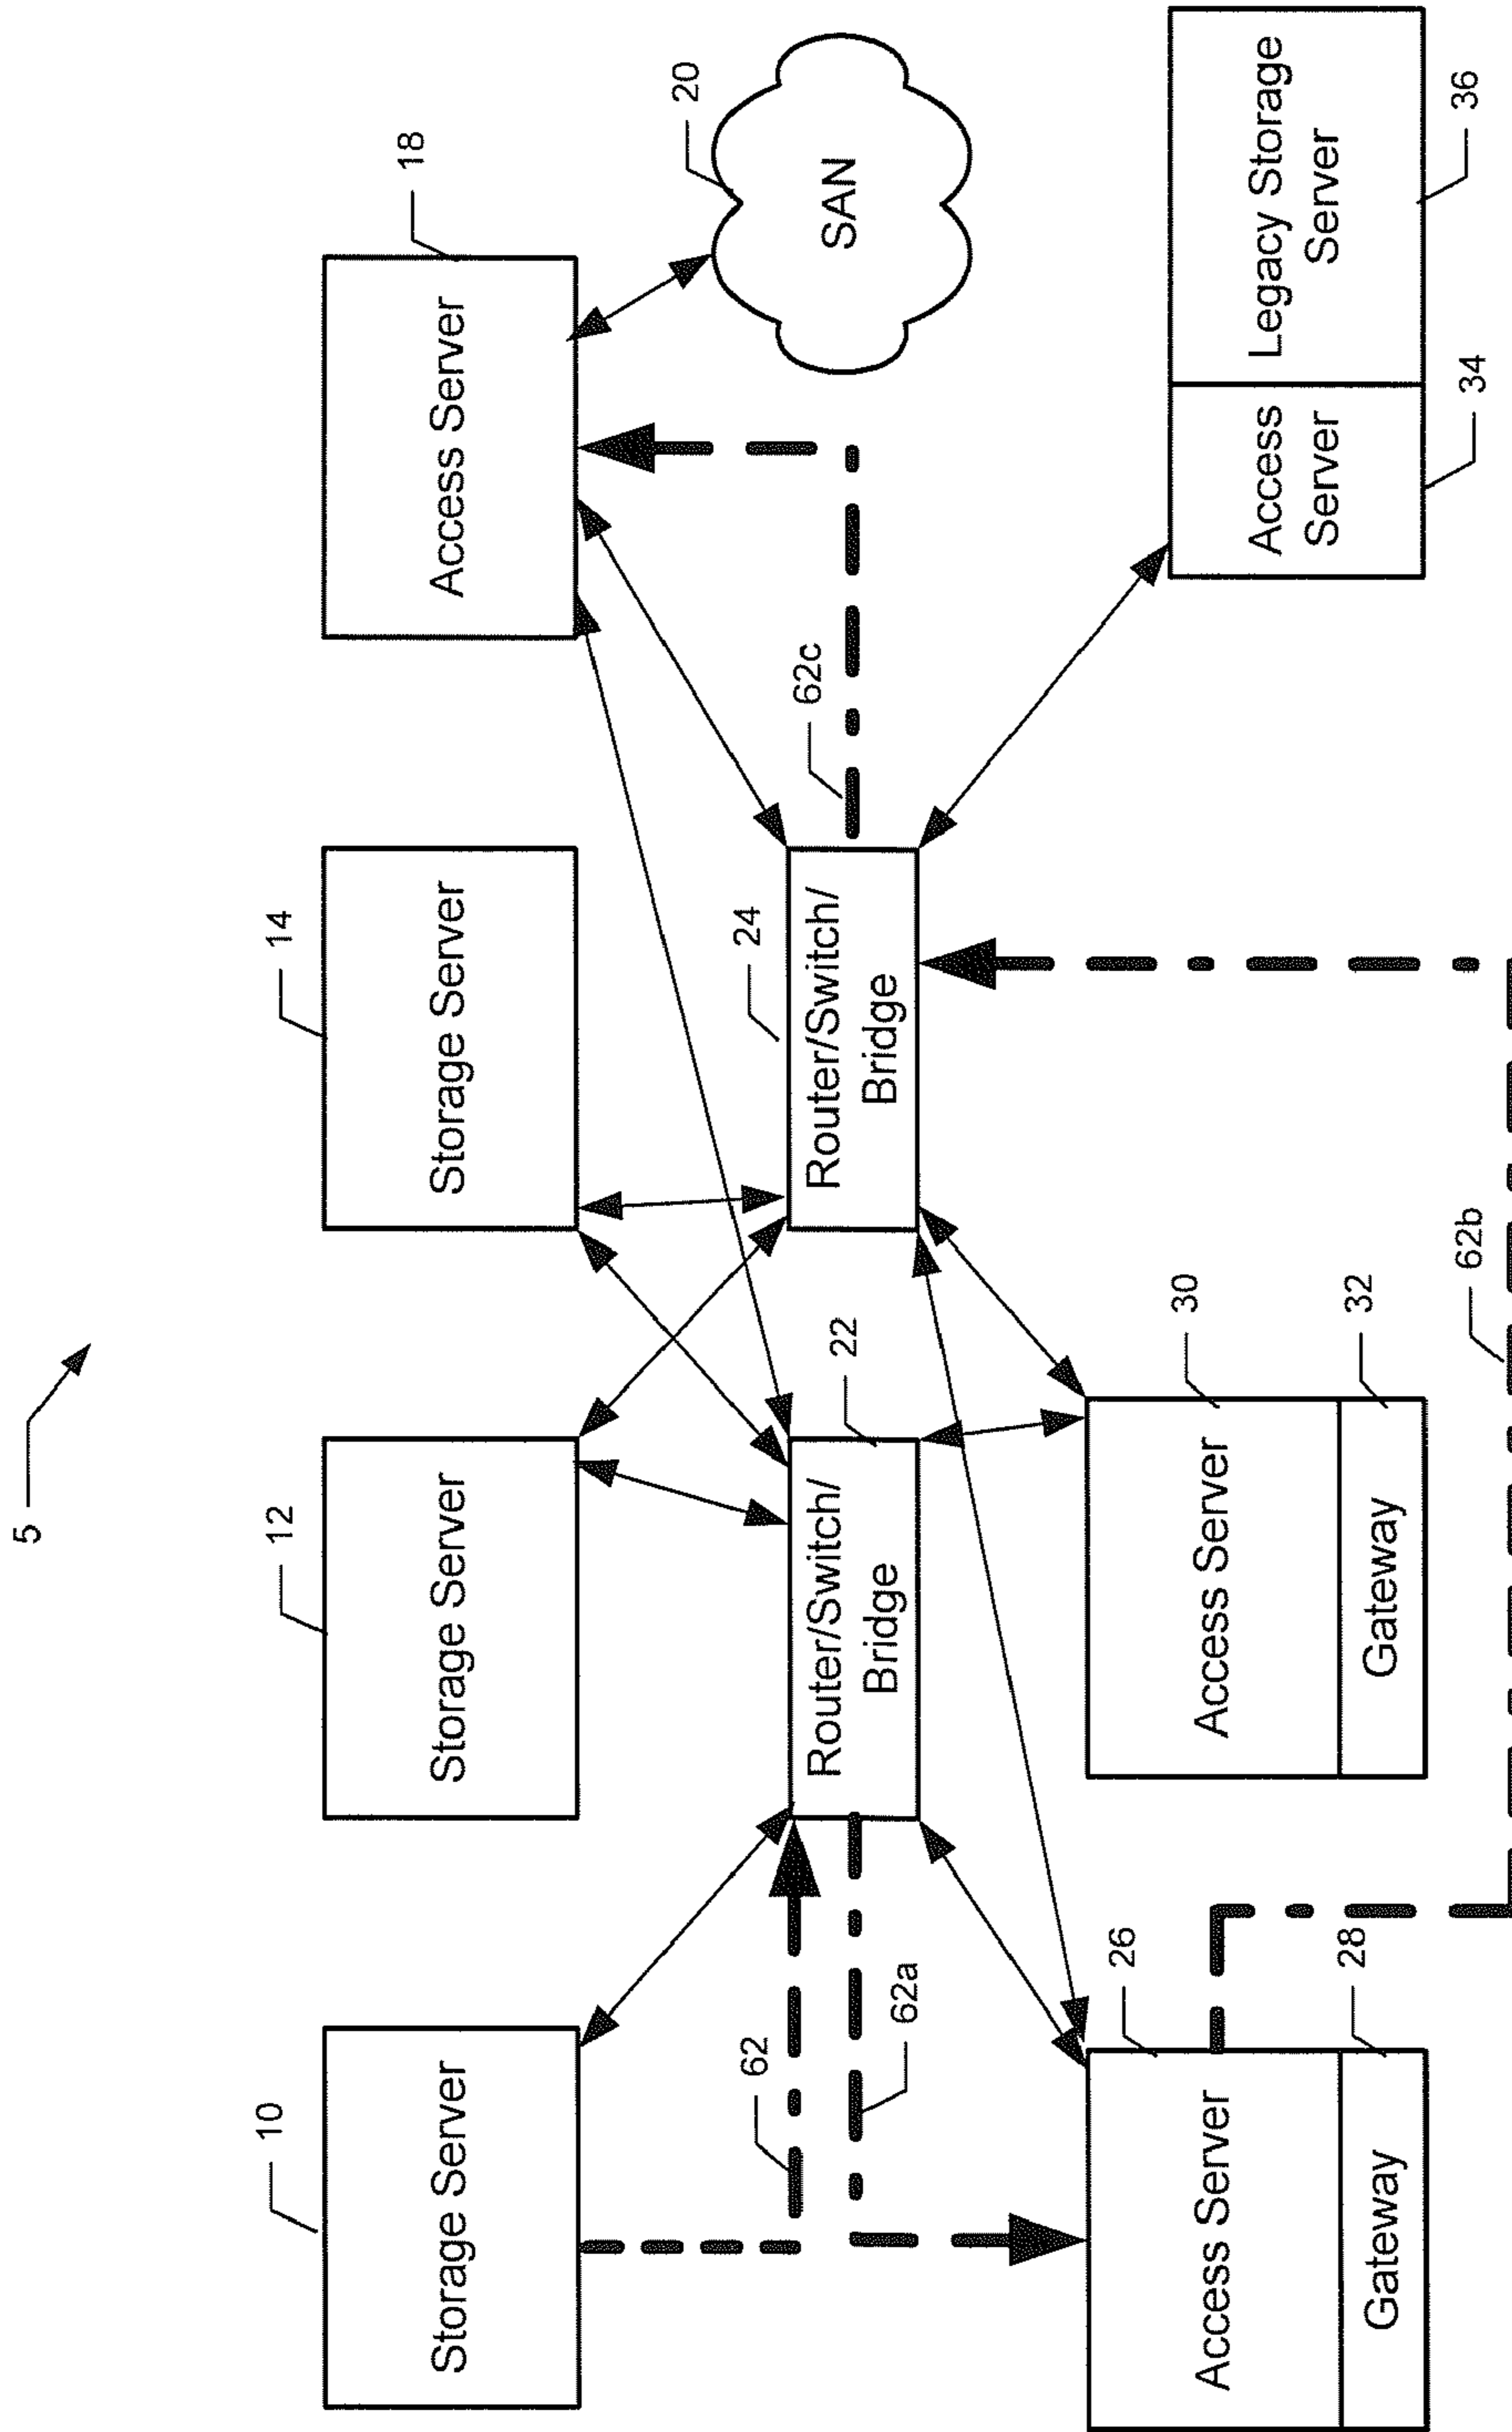 5
10
Storage Server
12
Storage Server
14
Storage Server
18
Access Server
20
SAN
62
62a
Router/Switch/
Bridge
22
24
Router/Switch/
Bridge
62c
26
Access Server
28
Gateway
30
Access Server
32
Gateway
62b
Access
Server
34
Legacy Storage
Server
36